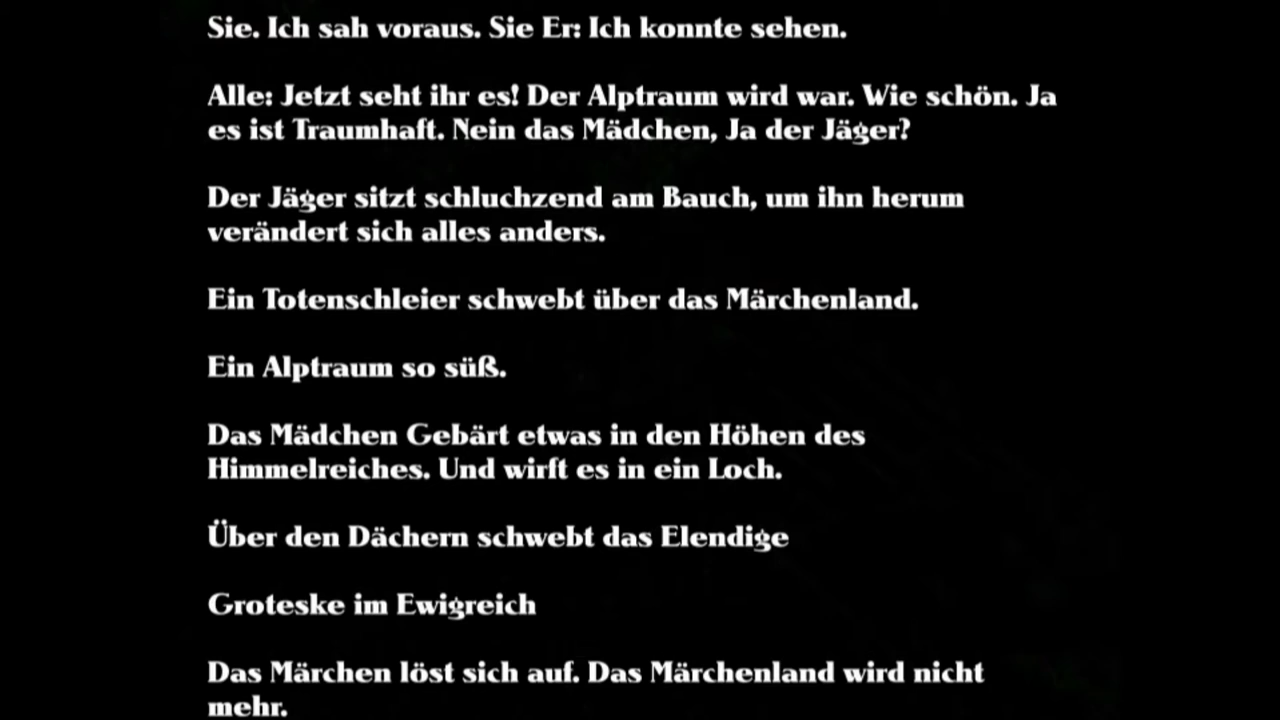 Sie. Ich sah voraus. Sie Er: Ich konnte sehen.
Alle: Jetzt seht ihr es! Der Alptraum wird war. Wie schön. Ja
es ist Traumhaft. Nein das Mädchen, Ja der Jäger?
Der Jäger sitzt schluchzend am Bauch, um ihn herum
verändert sich alles anders.
Ein Totenschleier schwebt über das Märchenland.
Ein Alptraum so süß.
Das Mädchen Gebärt etwas in den Höhen des
Himmelreiches. Und wirft es in ein Loch.
Über den Dächern schwebt das Elendige
Groteske im Ewigreich
Das Märchen löst sich auf. Das Märchenland wird nicht
mehr.